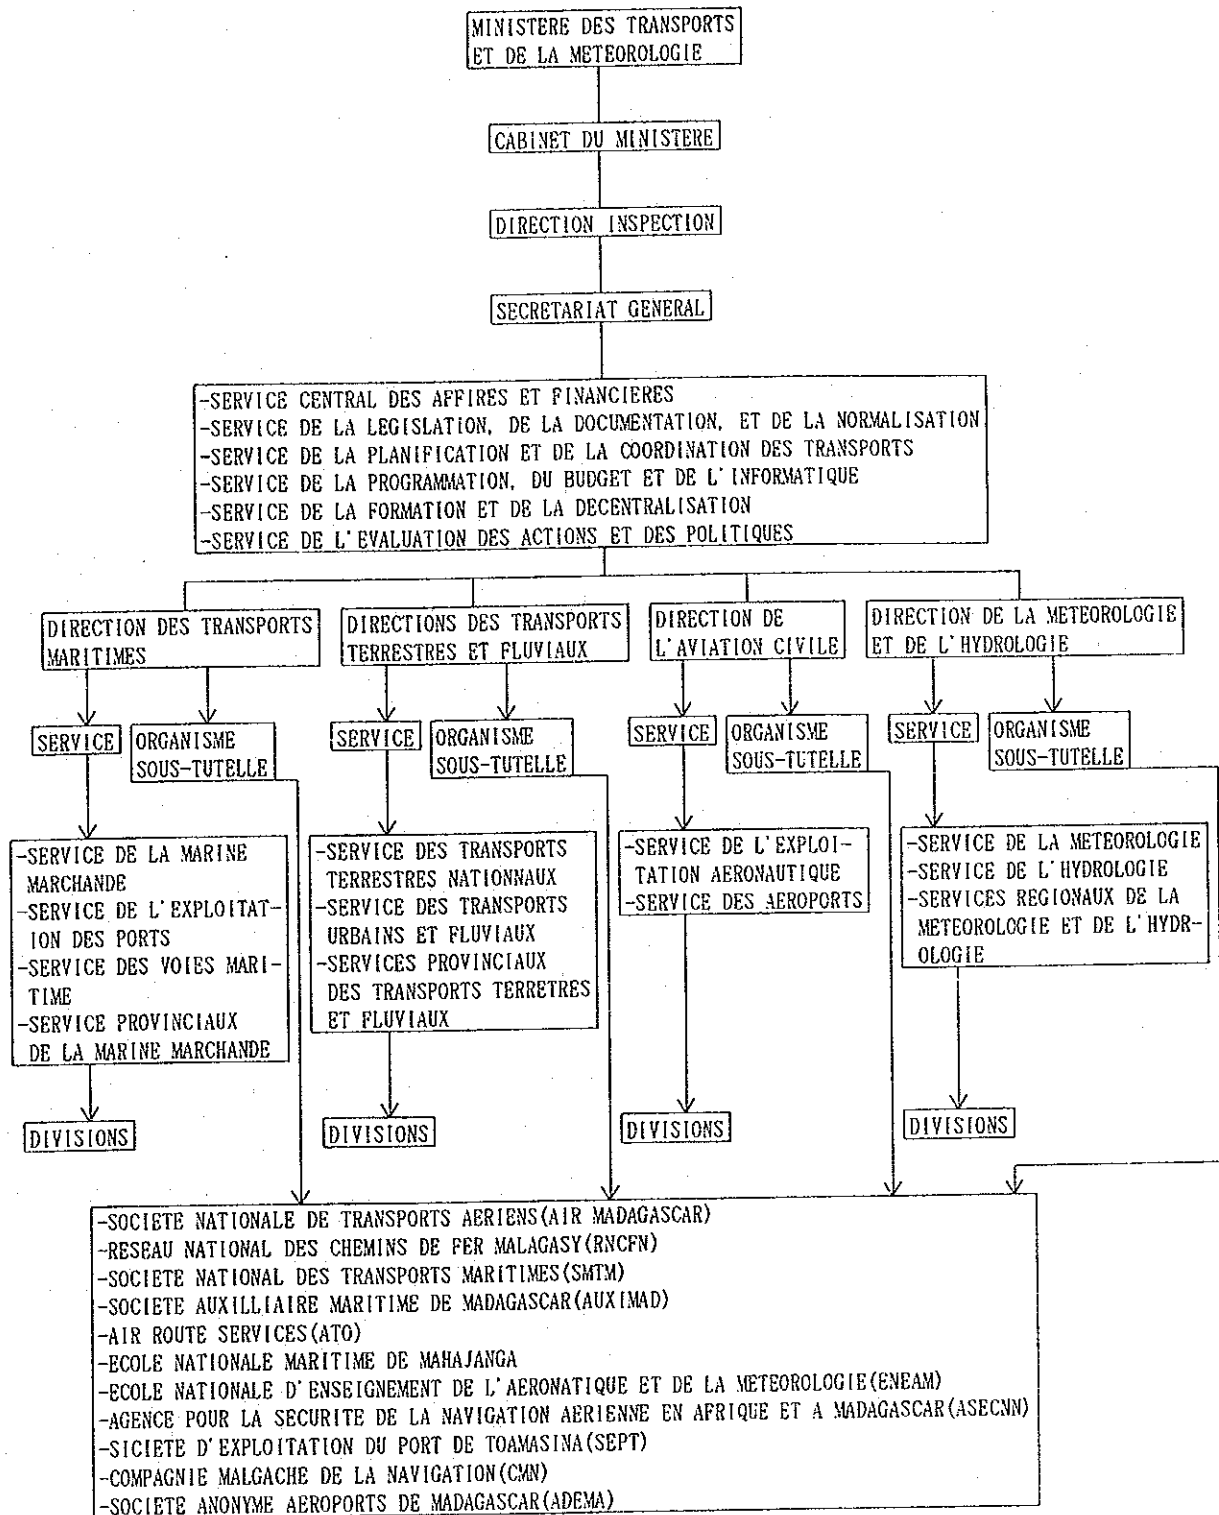 MINISTERE DES TRANSPORTS
ET DE LA METEOROLOGIE
CABINET DU MINISTERE
DIRECTION INSPECTION
SECRETARIAT GENERAL
-SERVICE CENTRAL DES AFFIRES ET FINANCIERES
-SERVICE DE LA LEGISLATION, DE LA DOCUMENTATION, ET DE LA NORMALISATION
-SERVICE DE LA PLANIFICATION ET DE LA COORDINATION DES TRANSPORTS
-SERVICE DE LA PROGRAMMATION, DU BUDGET ET DE L'INFORMATIQUE
-SERVICE DE LA FORMATION ET DE LA DECENTRALISATION
-SERVICE DE L'EVALUATION DES ACTIONS ET DES POLITIQUES
DIRECTION DES TRANSPORTS
MARITIMES
DIRECTIONS DES TRANSPORTS
TERRESTRES ET FLUVIAUX
DIRECTION DE
L'AVIATION CIVILE
DIRECTION DE LA METEOROLOGIE
ET DE L'HYDROLOGIE
SERVICE
ORGANISME
SOUS-TUTELLE
SERVICE
ORGANISME
SOUS-TUTELLE
SERVICE
ORGANISME
SOUS-TUTELLE
SERVICE
ORGANISME
SOUS-TUTELLE
-SERVICE DE LA MARINE
MARCHANDE
-SERVICE DE L'EXPLOITAT-
ION DES PORTS
-SERVICE DES VOIES MARI-
TIME
-SERVICE PROVINCIAUX
DE LA MARINE MARCHANDE
-SERVICE DES TRANSPORTS
TERRESTRES NATIONNAUX
-SERVICE DES TRANSPORTS
URBAINS ET FLUVIAUX
-SERVICES PROVINCIAUX
DES TRANSPORTS TERRETRES
ET FLUVIAUX
-SERVICE DE L'EXPLOI-
TATION AERONAUTIQUE
-SERVICE DES AEROPORTS
-SERVICE DE LA METEOROLOGIE
-SERVICE DE L'HYDROLOGIE
-SERVICES REGIONAUX DE LA
METEOROLOGIE ET DE L'HYDR-
OLOGIE
DIVISIONS
DIVISIONS
DIVISIONS
DIVISIONS
-SOCIETE NATIONALE DE TRANSPORTS AERIENS(AIR MADAGASCAR)
-RESEAU NATIONAL DES CHEMINS DE FER MALAGASY(RNCFN)
-SOCIETE NATIONAL DES TRANSPORTS MARITIMES(SMTM)
-SOCIETE AUXILLIAIRE MARITIME DE MADAGASCAR(AUXIMAD)
-AIR ROUTE SERVICES(ATO)
-ECOLE NATIONALE MARITIME DE MAHAJANGA
-ECOLE NATIONALE D'ENSEIGNEMENT DE L'AERONATIQUE ET DE LA METEOROLOGIE(ENEAM)
-AGENCE POUR LA SECURITE DE LA NAVIGATION AERIENNE EN AFRIQUE ET A MADAGASCAR(ASECNN)
-SICIETE D'EXPLOITATION DU PORT DE TOAMASINA(SEPT)
-COMPAGNIE MALGACHE DE LA NAVIGATION(CMN)
-SOCIETE ANONYME AEROPORTS DE MADAGASCAR(ADEMA)